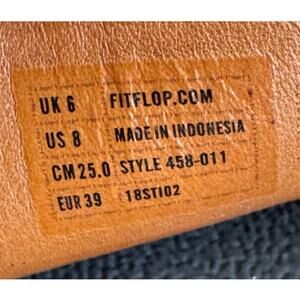 UK 6 FITFLOP.COM
US 8 MADE IN INDONESIA
CM 25.0 STYLE 458-011
EUR 39 18STI02